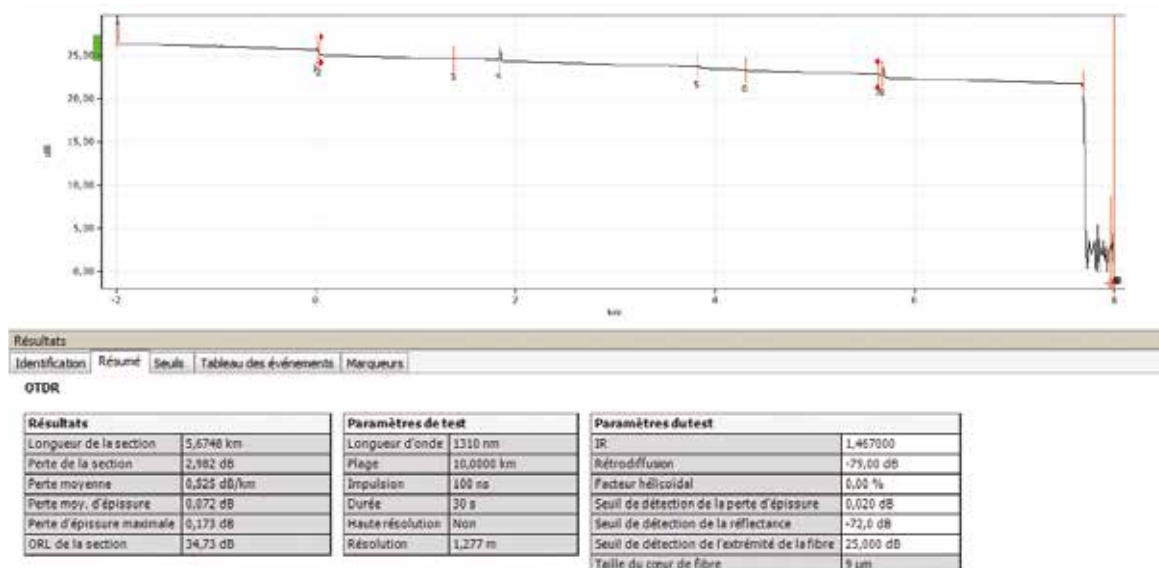 25,00
20,00
dB
15,00
10,00
5,00
0,00
-2 0 2 4 6 8
km
Résultats
Identification Résumé Seuils Tableau des événements Marqueurs
OTDR
Résultats
Longueur de la section 5,6748 km
Perte de la section 2,982 dB
Perte moyenne 0,525 dB/km
Perte moy. d'épissure 0,072 dB
Perte d'épissure maximale 0,173 dB
ORL de la section 34,73 dB
Paramètres de test
Longueur d'onde 1310 nm
Plage 10,0000 km
Impulsion 100 ns
Durée 30 s
Haute résolution Non
Résolution 1,277 m
Paramètres du test
IR 1,467000
Rétrodiffusion -79,00 dB
Facteur hélicoïdal 0,00 %
Seuil de détection de la perte d'épissure 0,020 dB
Seuil de détection de la réflectance -72,0 dB
Seuil de détection de l'extrémité de la fibre 25,000 dB
Taille du cœur de fibre 9 µm